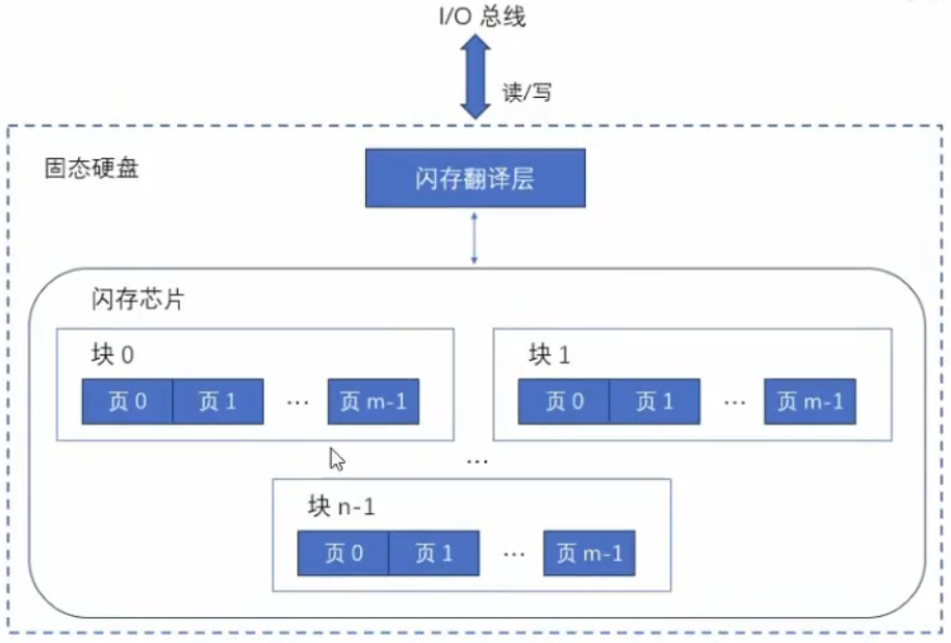 I/O 总线
读/写
固态硬盘
闪存翻译层
闪存芯片
块 0
页 0 页 1 ... 页 m-1
块 1
页 0 页 1 ... 页 m-1
...
块 n-1
页 0 页 1 ... 页 m-1